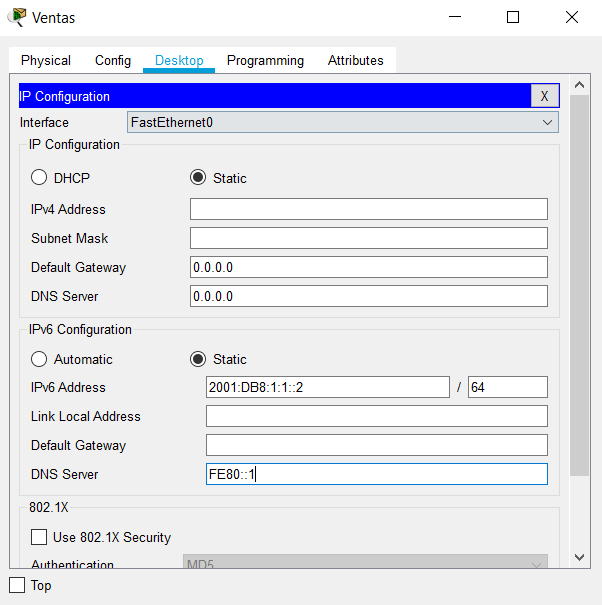 Ventas
Physical Config Desktop Programming Attributes
IP Configuration X
Interface FastEthernet0
IP Configuration
DHCP Static
IPv4 Address
Subnet Mask
Default Gateway 0.0.0.0
DNS Server 0.0.0.0
IPv6 Configuration
Automatic Static
IPv6 Address 2001:DB8:1:1::2 / 64
Link Local Address
Default Gateway
DNS Server FE80::1
802.1X
Use 802.1X Security
Authentication MD5
Top